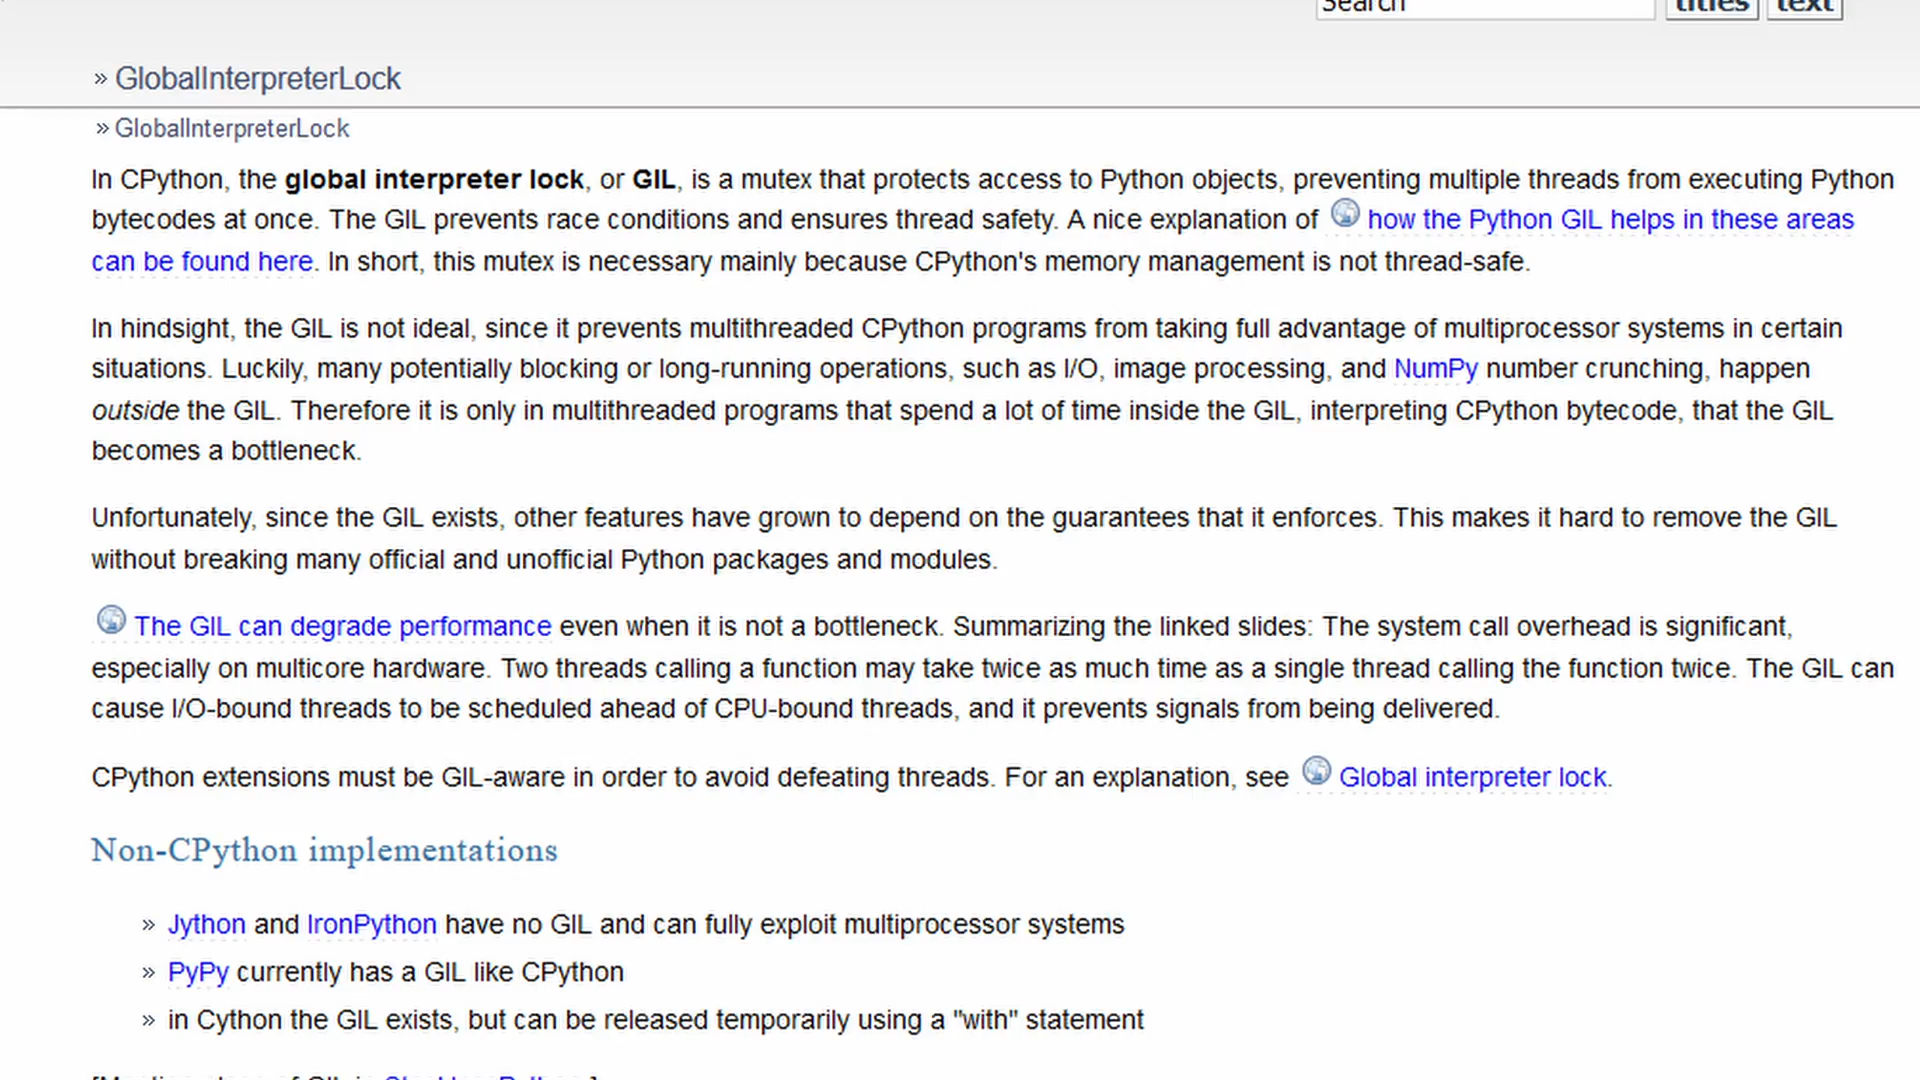 Search titles text
» GlobalInterpreterLock
» GlobalInterpreterLock
In CPython, the global interpreter lock, or GIL, is a mutex that protects access to Python objects, preventing multiple threads from executing Python
bytecodes at once. The GIL prevents race conditions and ensures thread safety. A nice explanation of how the Python GIL helps in these areas
can be found here. In short, this mutex is necessary mainly because CPython's memory management is not thread-safe.
In hindsight, the GIL is not ideal, since it prevents multithreaded CPython programs from taking full advantage of multiprocessor systems in certain
situations. Luckily, many potentially blocking or long-running operations, such as I/O, image processing, and NumPy number crunching, happen
outside the GIL. Therefore it is only in multithreaded programs that spend a lot of time inside the GIL, interpreting CPython bytecode, that the GIL
becomes a bottleneck.
Unfortunately, since the GIL exists, other features have grown to depend on the guarantees that it enforces. This makes it hard to remove the GIL
without breaking many official and unofficial Python packages and modules.
The GIL can degrade performance even when it is not a bottleneck. Summarizing the linked slides: The system call overhead is significant,
especially on multicore hardware. Two threads calling a function may take twice as much time as a single thread calling the function twice. The GIL can
cause I/O-bound threads to be scheduled ahead of CPU-bound threads, and it prevents signals from being delivered.
CPython extensions must be GIL-aware in order to avoid defeating threads. For an explanation, see Global interpreter lock.
Non-CPython implementations
» Jython and IronPython have no GIL and can fully exploit multiprocessor systems
» PyPy currently has a GIL like CPython
» in Cython the GIL exists, but can be released temporarily using a "with" statement